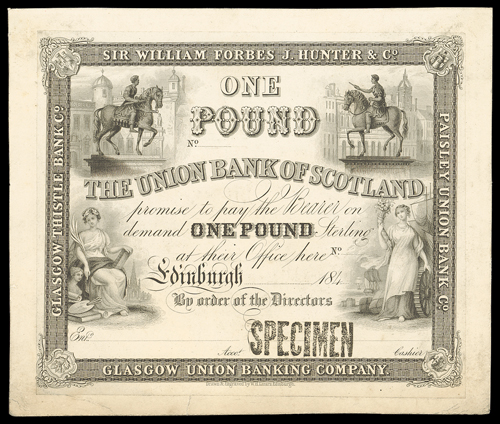 SIR WILLIAM FORBES J. HUNTER & Co
GLASGOW THISTLE BANK Co
PAISLEY UNION BANK Co
ONE
POUND
No
THE UNION BANK OF SCOTLAND
promise to pay the Bearer on
demand ONE POUND Sterling
at their Office here No
Edinburgh 184
By order of the Directors
SPECIMEN
Entd.
Acct. Cashier
GLASGOW UNION BANKING COMPANY.